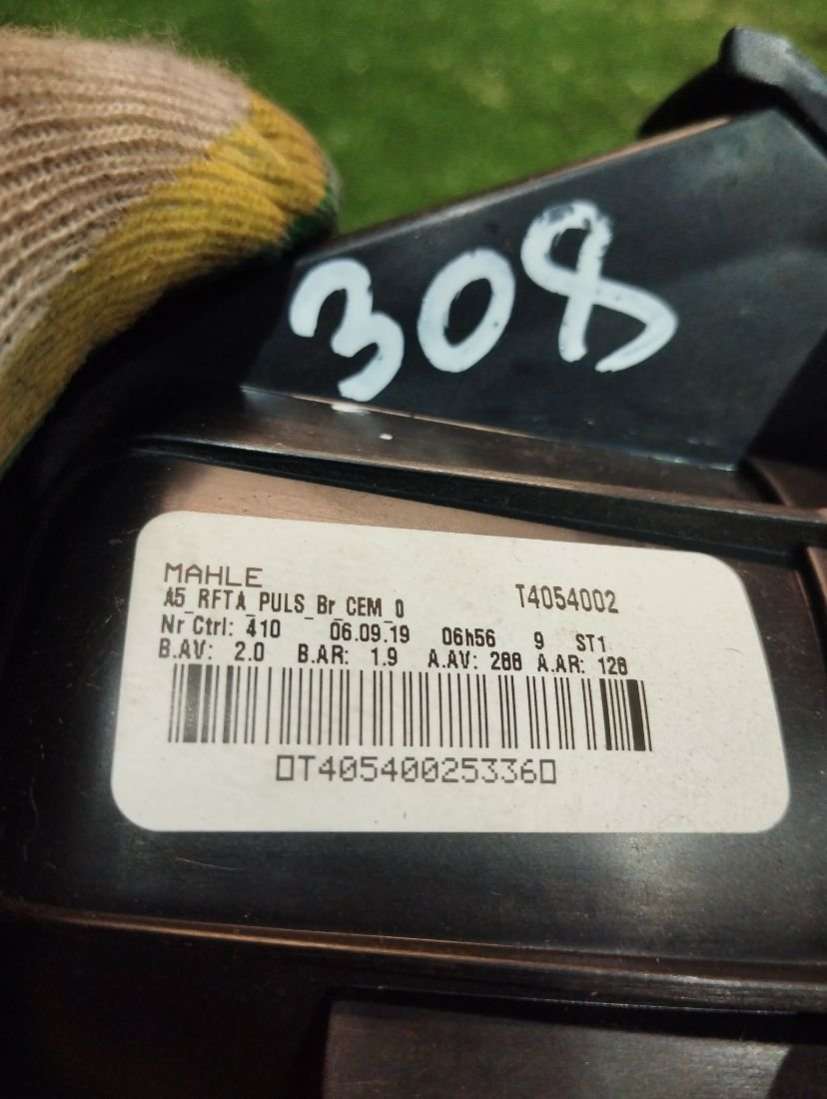 308
MAHLE
A5_RFTA_PULS_Br_CEM_0 T4054002
Nr Ctrl: 410 06.09.19 06h56 9 ST1
B.AV: 2.0 B.AR: 1.9 A.AV: 288 A.AR: 128
T40540025336